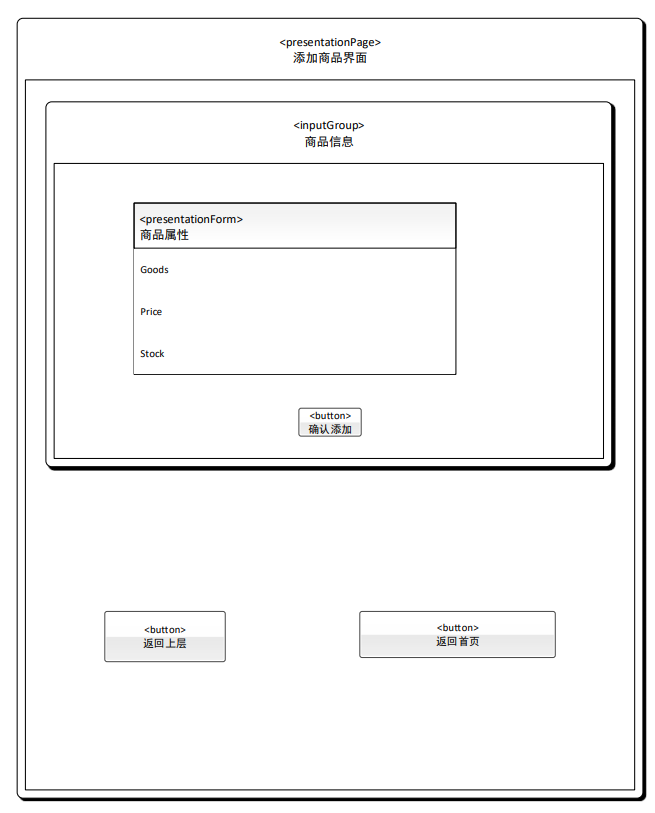 <presentationPage>
添加商品界面
<inputGroup>
商品信息
<presentationForm>
商品属性
Goods
Price
Stock
<button>
确认添加
<button>
返回上层
<button>
返回首页